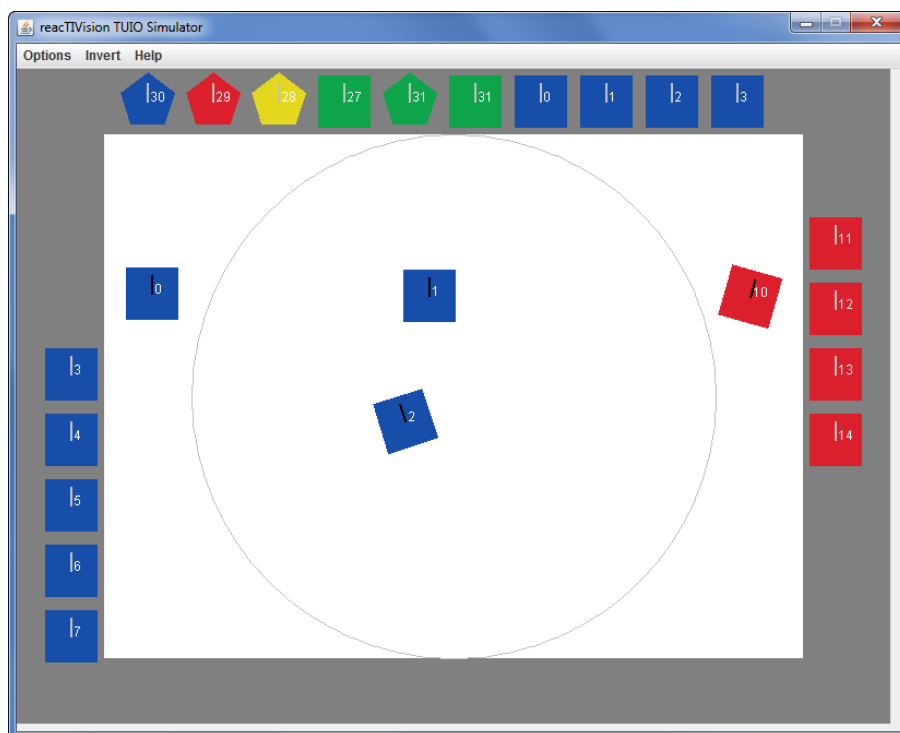 reacTIVision TUIO Simulator
Options Invert Help
30 29 28 27 31 31 0 1 2 3
11
0 1 10 12
3 13
2
4 14
5
6
7